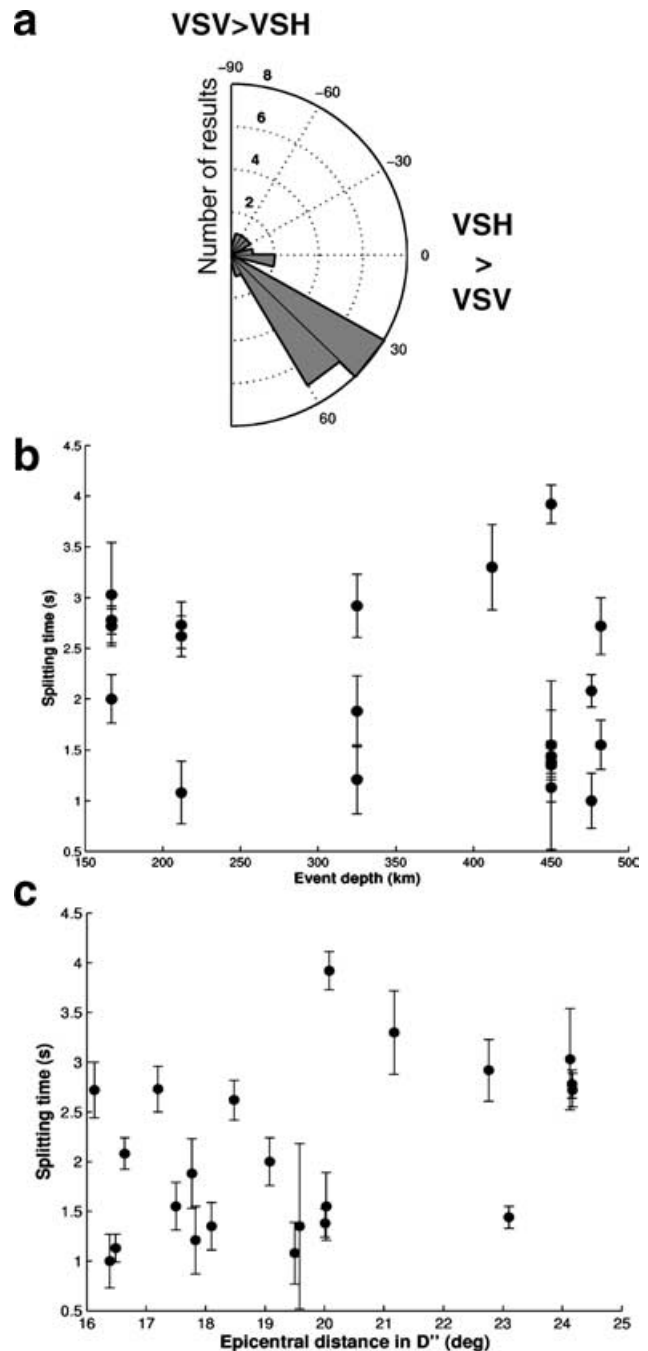 a
VSV>VSH
Number of results
-90
8
-60
6
4
-30
2
0
VSH
>
VSV
30
60
b
4.5
4
3.5
3
2.5
2
1.5
1
0.5
Splitting time (s)
150 200 250 300 350 400 450 500
Event depth (km)
c
4.5
4
3.5
3
2.5
2
1.5
1
0.5
Splitting time (s)
16 17 18 19 20 21 22 23 24 25
Epicentral distance in D" (deg)